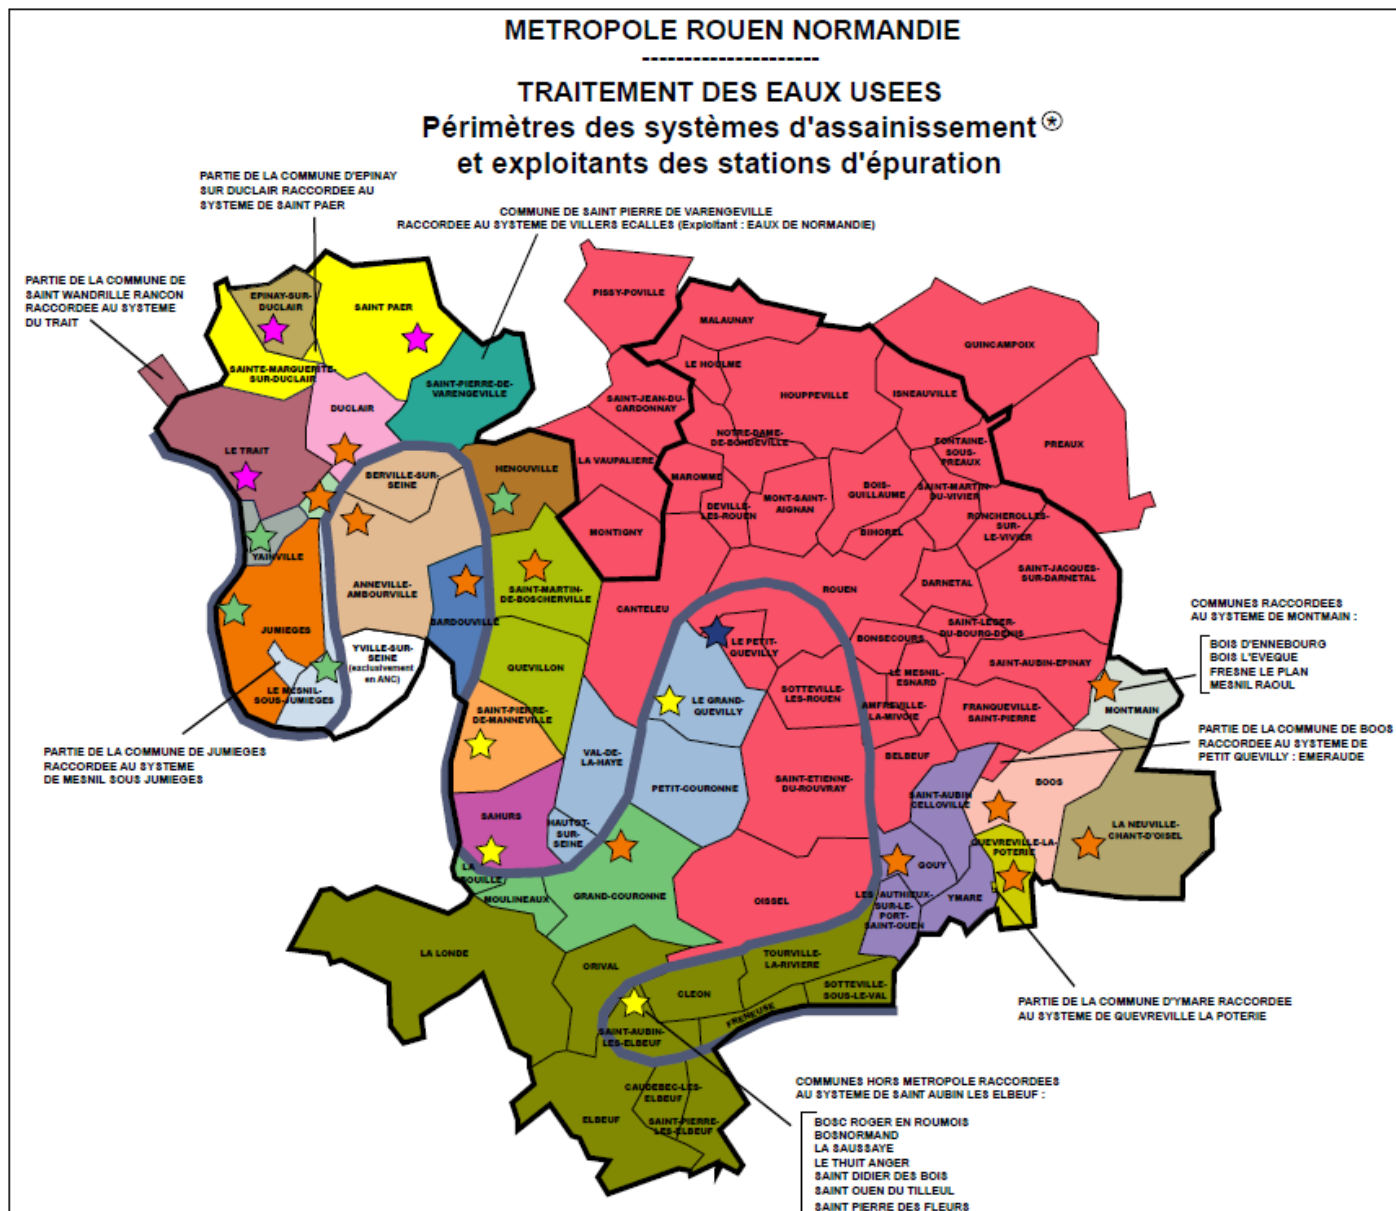 METROPOLE ROUEN NORMANDIE
---------------------
TRAITEMENT DES EAUX USEES
Périmètres des systèmes d'assainissement
et exploitants des stations d'épuration
PARTIE DE LA COMMUNE D'EPINAY
SUR DUCLAIR RACCORDEE AU
SYSTEME DE SAINT PAER
COMMUNE DE SAINT PIERRE DE VARENGEVILLE
RACCORDEE AU SYSTEME DE VILLERS ECALLES (Exploitant : EAUX DE NORMANDIE)
PARTIE DE LA COMMUNE DE
SAINT WANDRILLE RANCON
RACCORDEE AU SYSTEME
DU TRAIT
EPINAY-SUR-
DUCLAIR
SAINT PAER
SAINTE-MARGUERITE-
SUR-DUCLAIR
SAINT-PIERRE-DE-
VARENGEVILLE
DUCLAIR
LE TRAIT
BERVILLE-SUR-
SEINE
HENOUVILLE
YAINVILLE
ANNEVILLE-
AMBOURVILLE
BARDOUVILLE
SAINT-MARTIN-
DE-BOSCHERVILLE
JUMIEGES
YVILLE-SUR-
SEINE
(exclusivement
en ANC)
LE MESNIL-
SOUS-JUMIEGES
QUEVILLON
SAINT-PIERRE-
DE-MANNEVILLE
SAHURS
VAL-DE-
LA-HAYE
HAUTOT-
SUR-
SEINE
PISSY-POVILLE
MALAUNAY
QUINCAMPOIX
LE HOULME
HOUPPEVILLE
ISNEAUVILLE
SAINT-JEAN-DU-
CARDONNAY
NOTRE-DAME-
DE-BONDEVILLE
FONTAINE-
SOUS-
PREAUX
PREAUX
LA VAUPALIERE
MAROMME
MONTIGNY
DEVILLE-
LES-ROUEN
MONT-SAINT-
AIGNAN
BOIS-
GUILLAUME
SAINT-MARTIN-
DU-VIVIER
BIHOREL
RONCHEROLLES-
SUR-
LE-VIVIER
SAINT-JACQUES-
SUR-DARNETAL
DARNETAL
ROUEN
CANTELEU
SAINT-LEGER-
DU-BOURG-DENIS
LE PETIT-
QUEVILLY
BONSECOURS
SAINT-AUBIN-EPINAY
LE MESNIL-
ESNARD
SOTTEVILLE-
LES-ROUEN
LE GRAND-
QUEVILLY
AMFREVILLE-
LA-MIVOIE
FRANQUEVILLE-
SAINT-PIERRE
MONTMAIN
BELBEUF
PETIT-COURONNE
SAINT-ETIENNE-
DU-ROUVRAY
SAINT-AUBIN
CELLOVILLE
BOOS
LA NEUVILLE-
CHANT-D'OISEL
QUEVREVILLE-LA-
POTERIE
GOUY
YMARE
LES AUTHIEUX-
SUR-LE-
PORT-
SAINT-OUEN
LA
BOUILLE
MOULINEAUX
GRAND-COURONNE
OISSEL
LA LONDE
ORIVAL
TOURVILLE-
LA-RIVIERE
CLEON
SOTTEVILLE-
SOUS-LE-VAL
FRENEUSE
SAINT-AUBIN-
LES-ELBEUF
CAUDEBEC-LES-
ELBEUF
ELBEUF
SAINT-PIERRE-
LES-ELBEUF
COMMUNES RACCORDEES
AU SYSTEME DE MONTMAIN :
BOIS D'ENNEBOURG
BOIS L'EVEQUE
FRESNE LE PLAN
MESNIL RAOUL
PARTIE DE LA COMMUNE DE BOOS
RACCORDEE AU SYSTEME DE
PETIT QUEVILLY : EMERAUDE
PARTIE DE LA COMMUNE DE JUMIEGES
RACCORDEE AU SYSTEME
DE MESNIL SOUS JUMIEGES
PARTIE DE LA COMMUNE D'YMARE RACCORDEE
AU SYSTEME DE QUEVREVILLE LA POTERIE
COMMUNES HORS METROPOLE RACCORDEES
AU SYSTEME DE SAINT AUBIN LES ELBEUF :
BOSC ROGER EN ROUMOIS
BOSNORMAND
LA SAUSSAYE
LE THUIT ANGER
SAINT DIDIER DES BOIS
SAINT OUEN DU TILLEUL
SAINT PIERRE DES FLEURS